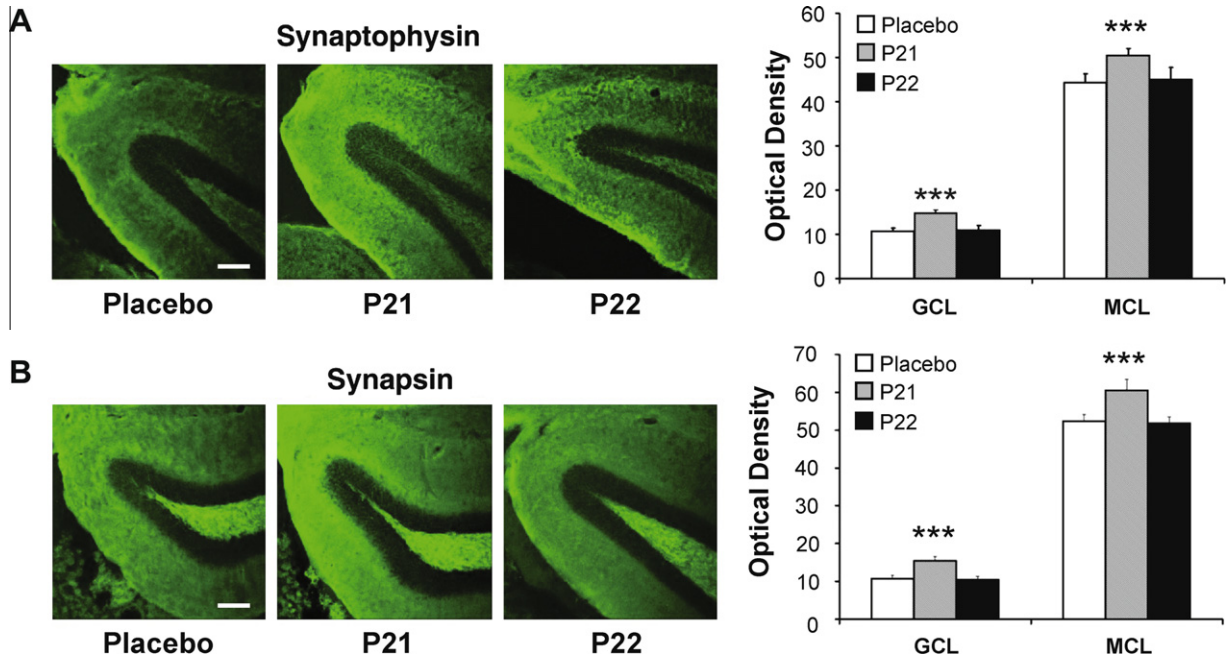 A
Synaptophysin
Placebo
P21
P22
Optical Density
60
50
40
30
20
10
0
Placebo
P21
P22
***
***
GCL
MCL
B
Synapsin
Placebo
P21
P22
Optical Density
70
60
50
40
30
20
10
0
Placebo
P21
P22
***
***
GCL
MCL